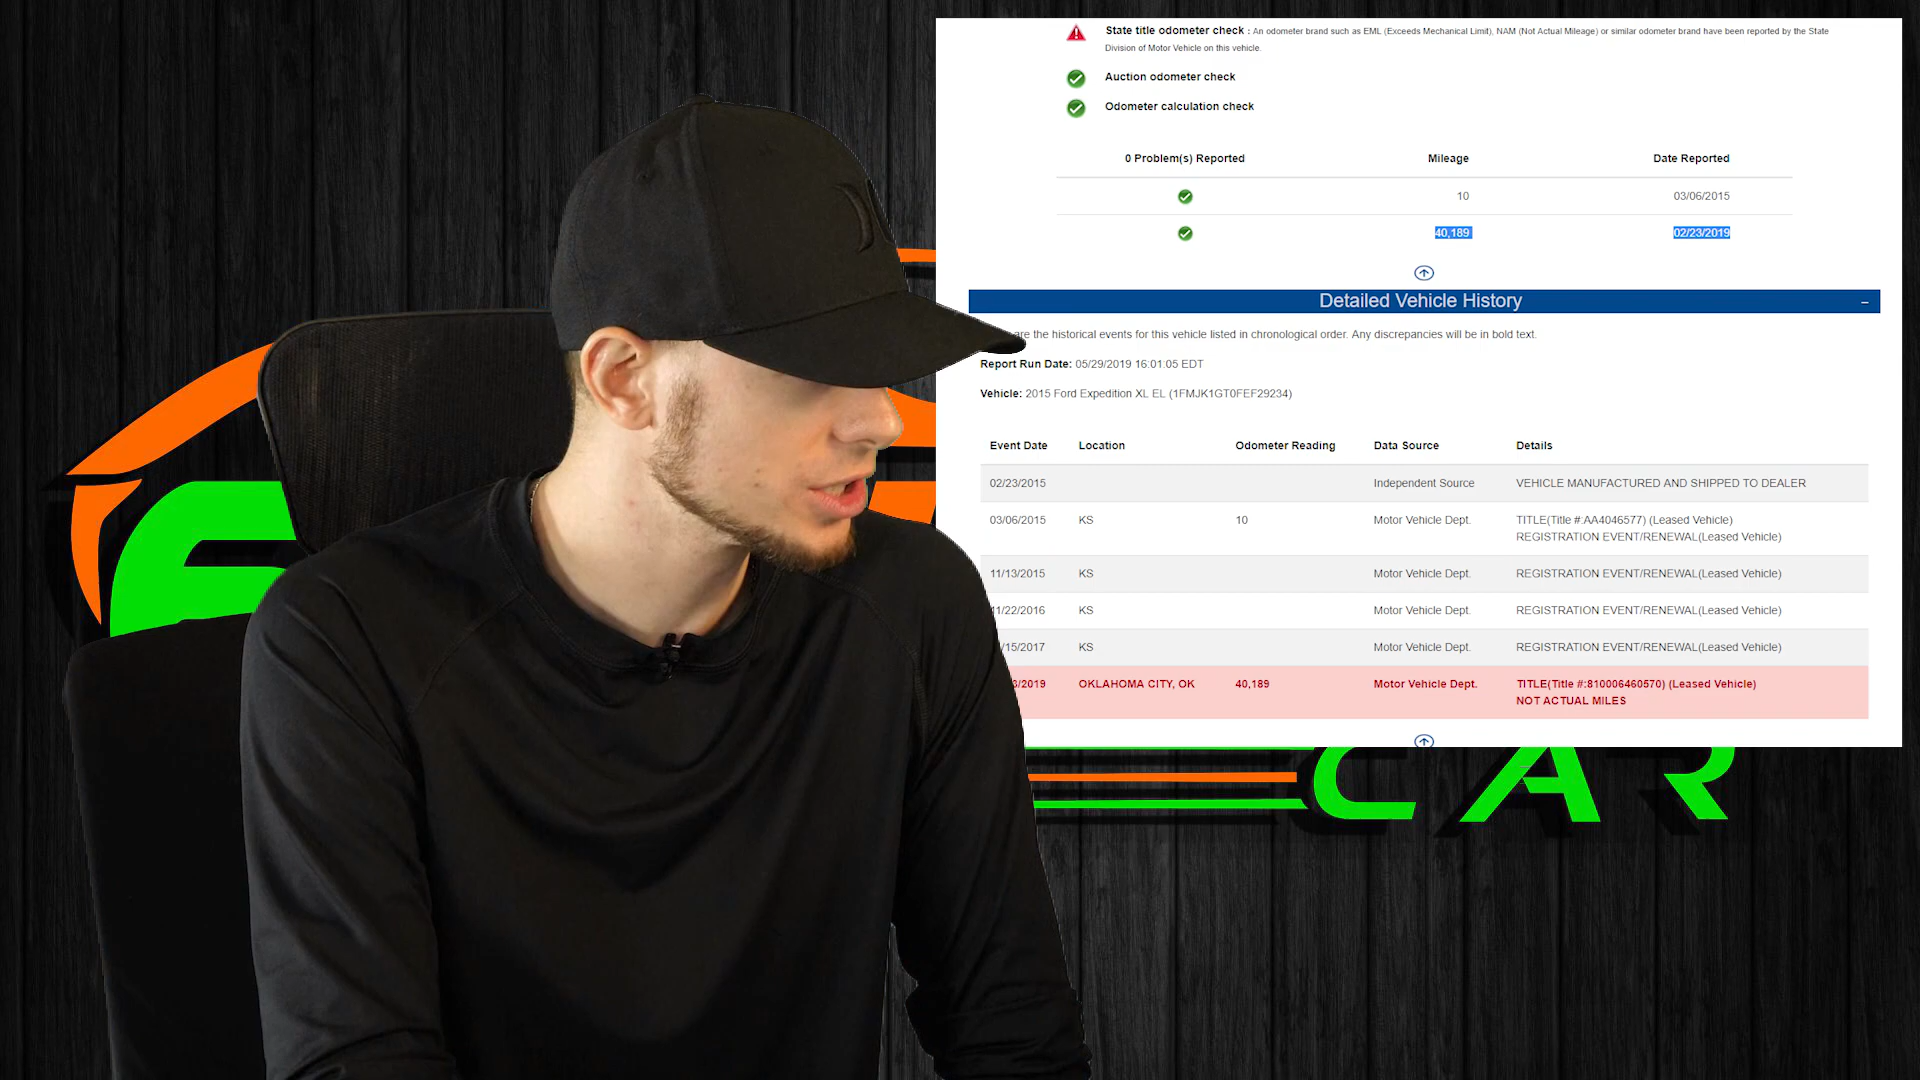 State title odometer check : An odometer brand such as EML (Exceeds Mechanical Limit), NAM (Not Actual Mileage) or similar odometer brand have been reported by the State
Division of Motor Vehicle on this vehicle.
Auction odometer check
Odometer calculation check
0 Problem(s) Reported Mileage Date Reported
10 03/06/2015
40,189 02/23/2019
Detailed Vehicle History
are the historical events for this vehicle listed in chronological order. Any discrepancies will be in bold text.
Report Run Date: 05/29/2019 16:01:05 EDT
Vehicle: 2015 Ford Expedition XL EL (1FMJK1GT0FEF29234)
Event Date Location Odometer Reading Data Source Details
02/23/2015 Independent Source VEHICLE MANUFACTURED AND SHIPPED TO DEALER
03/06/2015 KS 10 Motor Vehicle Dept. TITLE(Title #:AA4046577) (Leased Vehicle)
REGISTRATION EVENT/RENEWAL(Leased Vehicle)
11/13/2015 KS Motor Vehicle Dept. REGISTRATION EVENT/RENEWAL(Leased Vehicle)
11/22/2016 KS Motor Vehicle Dept. REGISTRATION EVENT/RENEWAL(Leased Vehicle)
/15/2017 KS Motor Vehicle Dept. REGISTRATION EVENT/RENEWAL(Leased Vehicle)
3/2019 OKLAHOMA CITY, OK 40,189 Motor Vehicle Dept. TITLE(Title #:810006460570) (Leased Vehicle)
NOT ACTUAL MILES
CAR